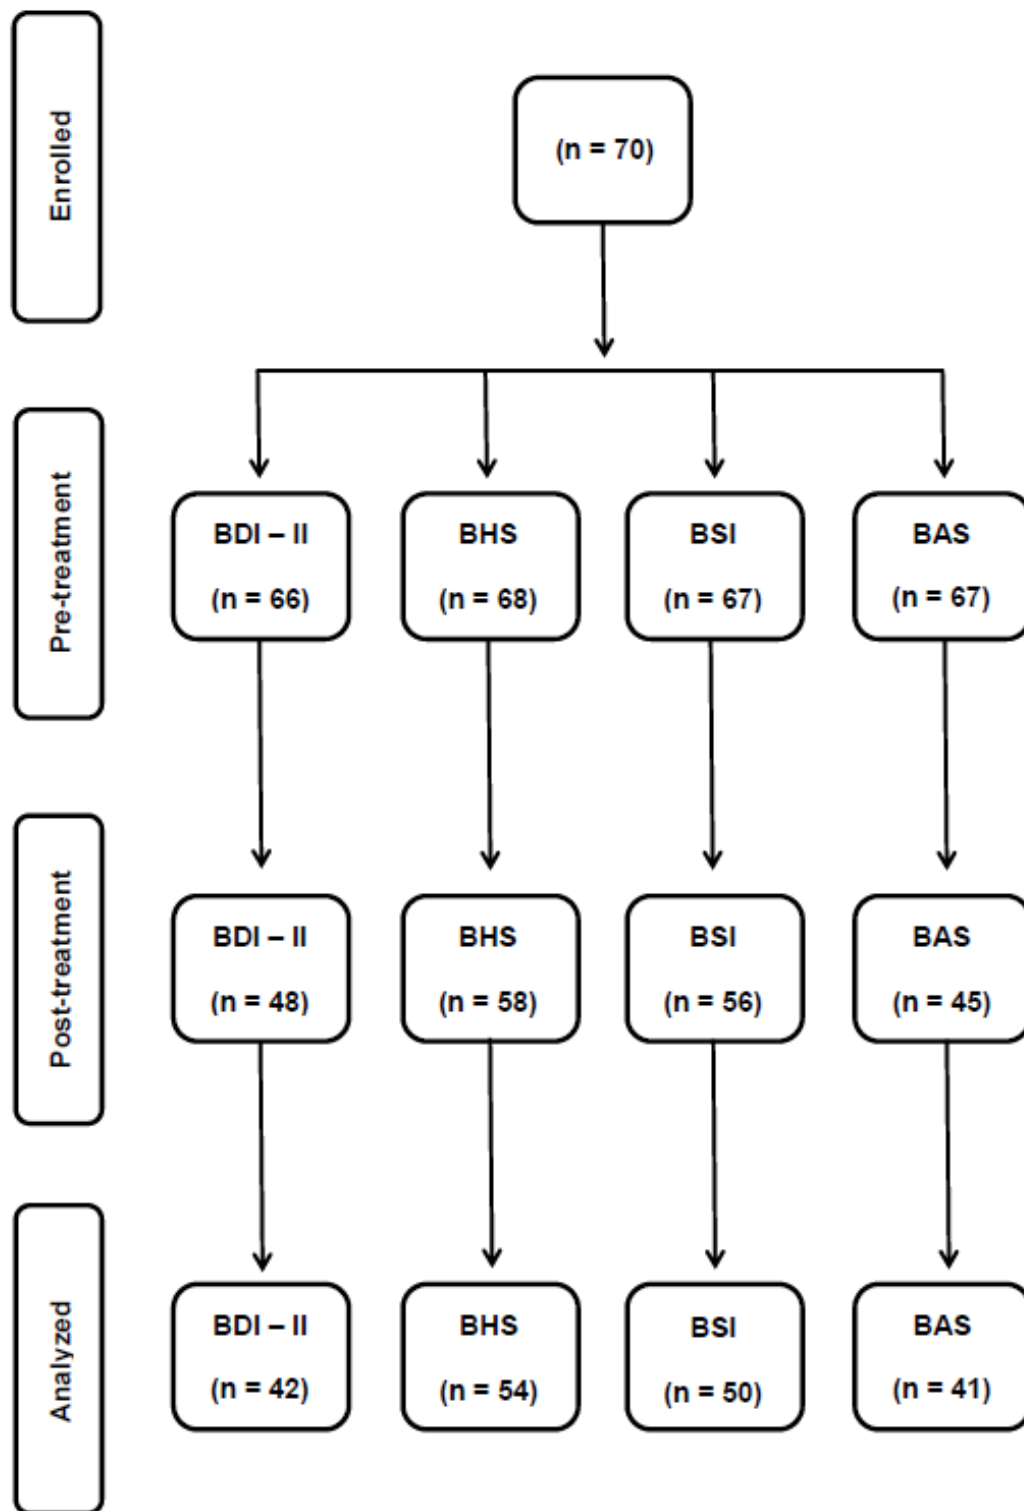 Enrolled
(n = 70)
Pre-treatment
BDI – II
(n = 66)
BHS
(n = 68)
BSI
(n = 67)
BAS
(n = 67)
Post-treatment
BDI – II
(n = 48)
BHS
(n = 58)
BSI
(n = 56)
BAS
(n = 45)
Analyzed
BDI – II
(n = 42)
BHS
(n = 54)
BSI
(n = 50)
BAS
(n = 41)